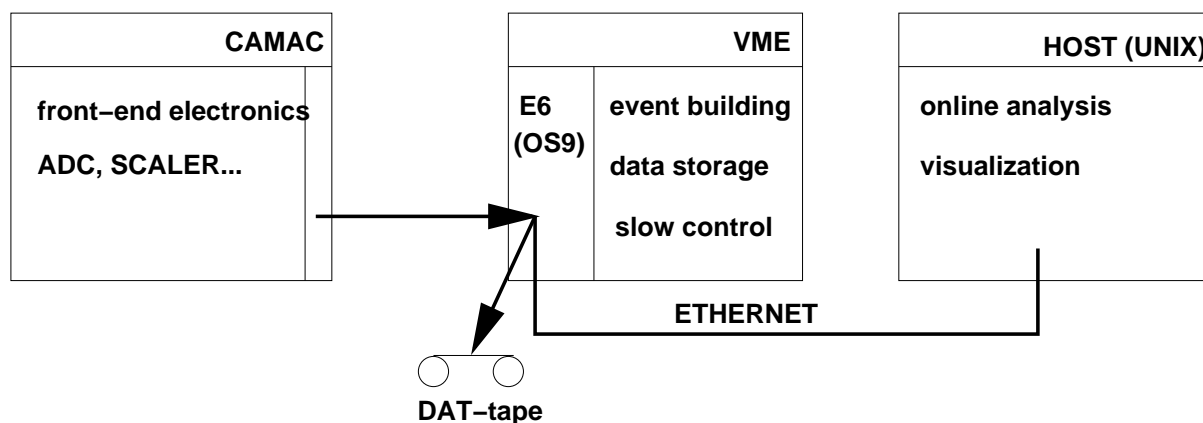 CAMAC
front–end electronics
ADC, SCALER...
VME
E6
(OS9)
event building
data storage
slow control
HOST (UNIX)
online analysis
visualization
ETHERNET
DAT–tape